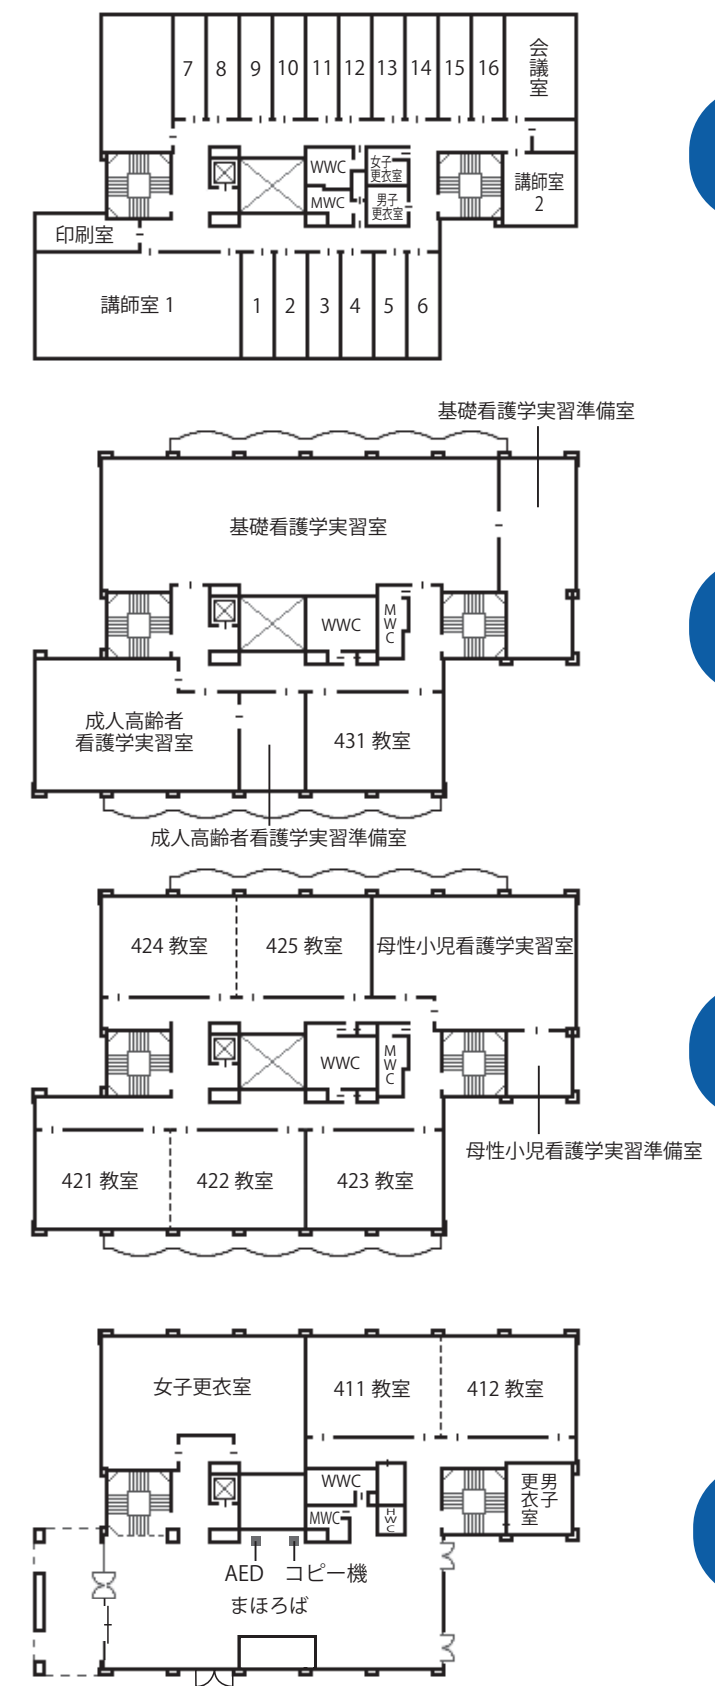 7 8 9 10 11 12 13 14 15 16
会議室
WWC
女子
更衣室
MWC
男子
更衣室
講師室
2
印刷室
講師室 1
1 2 3 4 5 6
基礎看護学実習準備室
基礎看護学実習室
WWC
MWC
成人高齢者
看護学実習室
431 教室
成人高齢者看護学実習準備室
424 教室
425 教室
母性小児看護学実習室
WWC
MWC
母性小児看護学実習準備室
421 教室
422 教室
423 教室
女子更衣室
411 教室
412 教室
WWC
MWC
HWC
男子
更衣室
AED
コピー機
まほろば